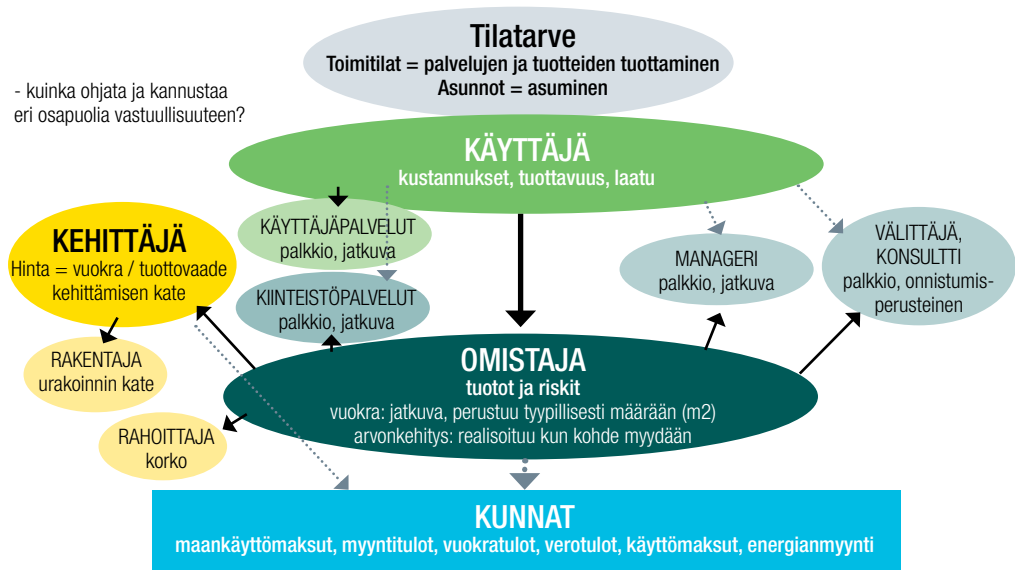 Tilatarve
Toimitilat = palvelujen ja tuotteiden tuottaminen
Asunnot = asuminen
- kuinka ohjata ja kannustaa
eri osapuolia vastuullisuuteen?
KÄYTTÄJÄ
kustannukset, tuottavuus, laatu
KÄYTTÄJÄPALVELUT
palkkio, jatkuva
KIINTEISTÖPALVELUT
palkkio, jatkuva
KEHITTÄJÄ
Hinta = vuokra / tuottovaade
kehittämisen kate
MANAGERI
palkkio, jatkuva
VÄLITTÄJÄ,
KONSULTTI
palkkio, onnistumis-
perusteinen
RAKENTAJA
urakoinnin kate
RAHOITTAJA
korko
OMISTAJA
tuotot ja riskit
vuokra: jatkuva, perustuu tyypillisesti määrään (m2)
arvonkehitys: realisoituu kun kohde myydään
KUNNAT
maankäyttömaksut, myyntitulot, vuokratulot, verotulot, käyttömaksut, energianmyynti